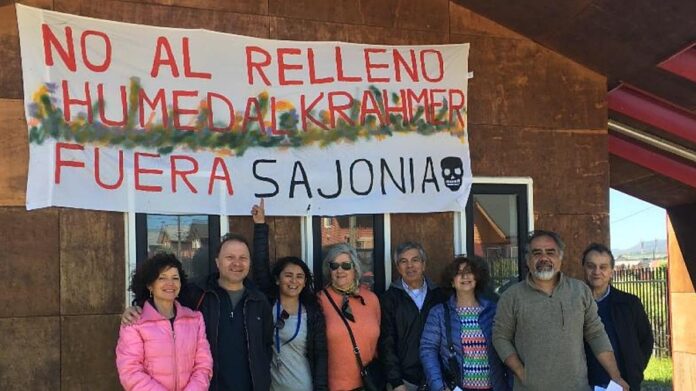 NO AL RELLENO
HUMEDAL KRAHMER
FUERA SAJONIA